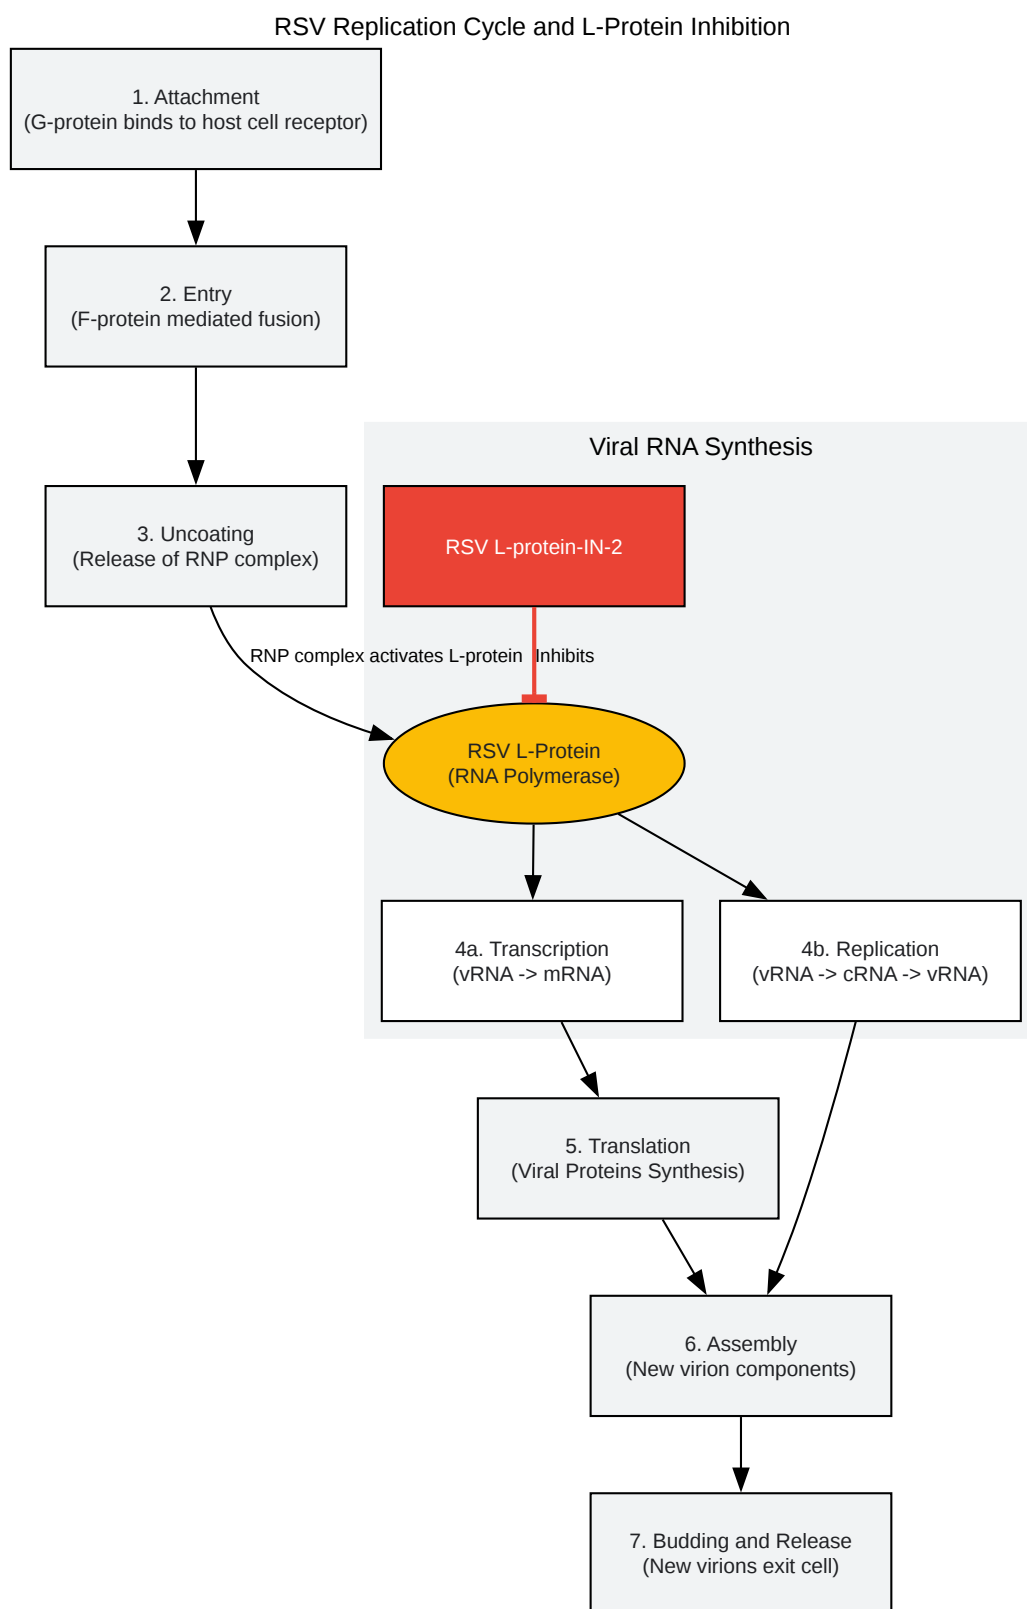 RSV Replication Cycle and L-Protein Inhibition
1. Attachment
(G-protein binds to host cell receptor)
2. Entry
(F-protein mediated fusion)
Viral RNA Synthesis
3. Uncoating
(Release of RNP complex)
RSV L-protein-IN-2
RNP complex activates L-protein
Inhibits
RSV L-Protein
(RNA Polymerase)
4a. Transcription
(vRNA -> mRNA)
4b. Replication
(vRNA -> cRNA -> vRNA)
5. Translation
(Viral Proteins Synthesis)
6. Assembly
(New virion components)
7. Budding and Release
(New virions exit cell)